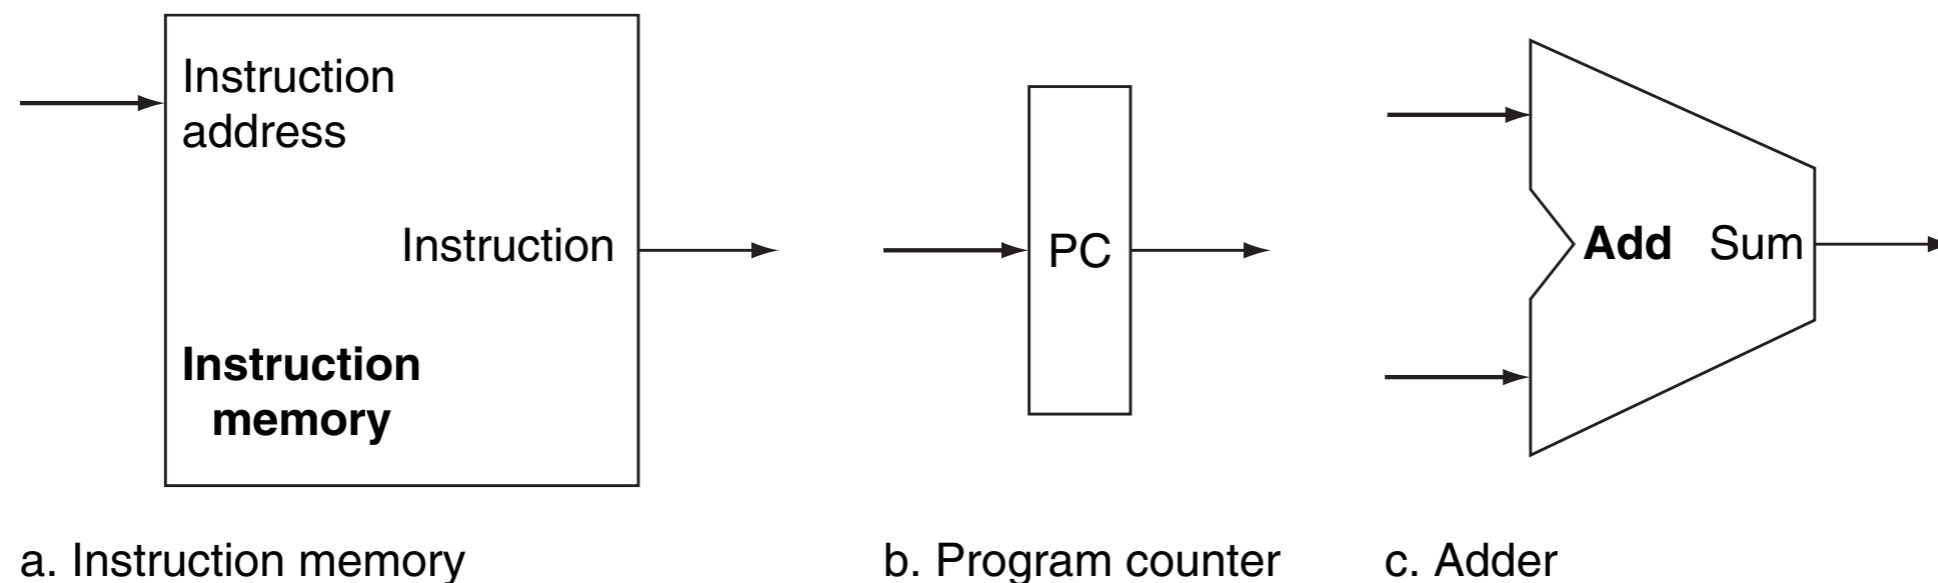 Instruction
address
Instruction
Instruction
memory
PC
Add Sum
a. Instruction memory
b. Program counter
c. Adder